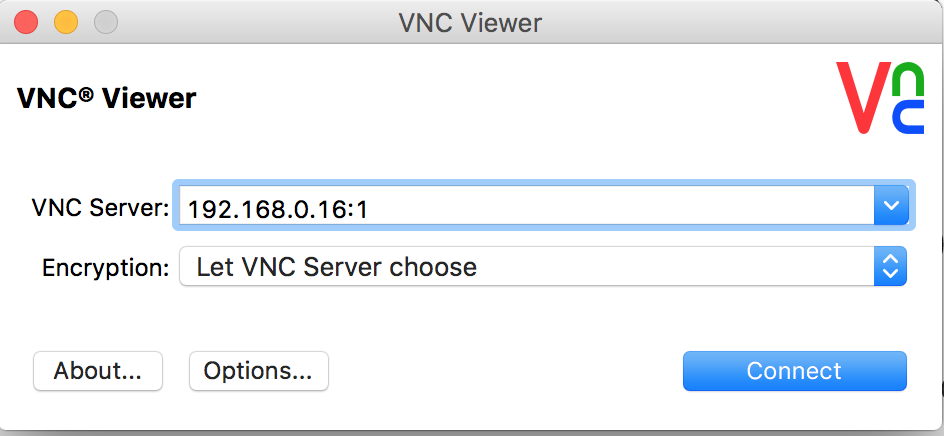 VNC Viewer
VNC® Viewer
VNC
VNC Server: 192.168.0.16:1
Encryption: Let VNC Server choose
About... Options... Connect